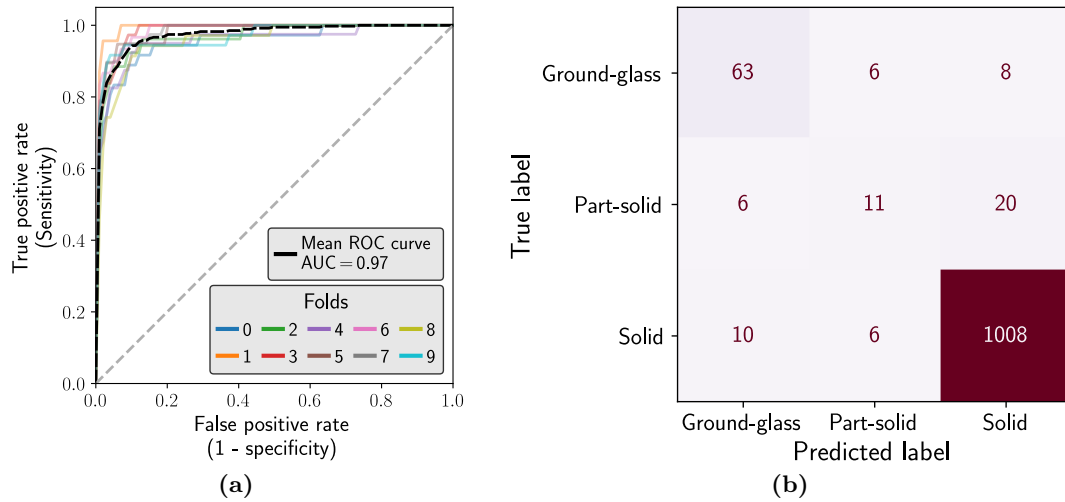 1.0
0.8
0.6
0.4
0.2
0.0
0.0 0.2 0.4 0.6 0.8 1.0
True positive rate
(Sensitivity)
False positive rate
(1 - specificity)
Mean ROC curve
AUC = 0.97
Folds
0 2 4 6 8
1 3 5 7 9
(a)
True label
Ground-glass 63 6 8
Part-solid 6 11 20
Solid 10 6 1008
Ground-glass Part-solid Solid
Predicted label
(b)